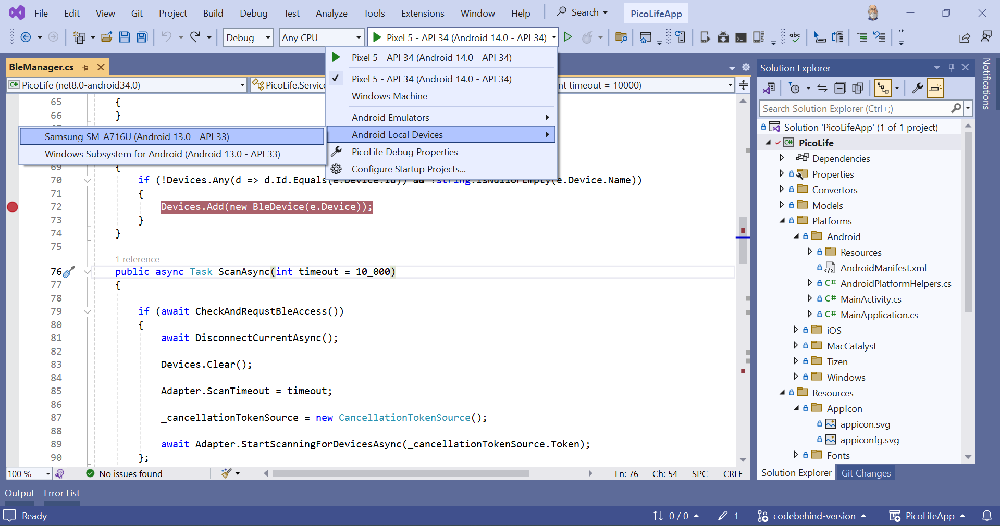 File Edit View Git Project Build Debug Test Analyze Tools Extensions Window Help Search PicoLifeApp
Debug Any CPU Pixel 5 - API 34 (Android 14.0 - API 34) abc
Pixel 5 - API 34 (Android 14.0 - API 34)
Pixel 5 - API 34 (Android 14.0 - API 34)
Windows Machine
Android Emulators
Android Local Devices
PicoLife Debug Properties
Configure Startup Projects...
Samsung SM-A716U (Android 13.0 - API 33)
Windows Subsystem for Android (Android 13.0 - API 33)
BleManager.cs
C# PicoLife (net8.0-android34.0) PicoLife.Service nt timeout = 10000)
65 {
66 }
69 {
70 if (!Devices.Any(d => d.Id.Equals(e.Device.Id)) && !string.IsNullOrEmpty(e.Device.Name))
71 {
72 Devices.Add(new BleDevice(e.Device));
73 }
74 }
75
1 reference
76 public async Task ScanAsync(int timeout = 10_000)
77 {
78
79 if (await CheckAndRequstBleAccess())
80 {
81 await DisconnectCurrentAsync();
82
83 Devices.Clear();
84
85 Adapter.ScanTimeout = timeout;
86
87 _cancellationTokenSource = new CancellationTokenSource();
88
89 await Adapter.StartScanningForDevicesAsync(_cancellationTokenSource.Token);
90 };
100 % No issues found Ln: 76 Ch: 54 SPC CRLF
Solution Explorer
Notifications
Search Solution Explorer (Ctrl+;)
Solution 'PicoLifeApp' (1 of 1 project)
C# PicoLife
Dependencies
Properties
Convertors
Models
Platforms
Android
Resources
AndroidManifest.xml
C# AndroidPlatformHelpers.cs
C# MainActivity.cs
C# MainApplication.cs
iOS
MacCatalyst
Tizen
Windows
Resources
AppIcon
appicon.svg
appiconfg.svg
Fonts
Solution Explorer Git Changes
Output Error List
Ready 0 / 0 1 codebehind-version PicoLifeApp